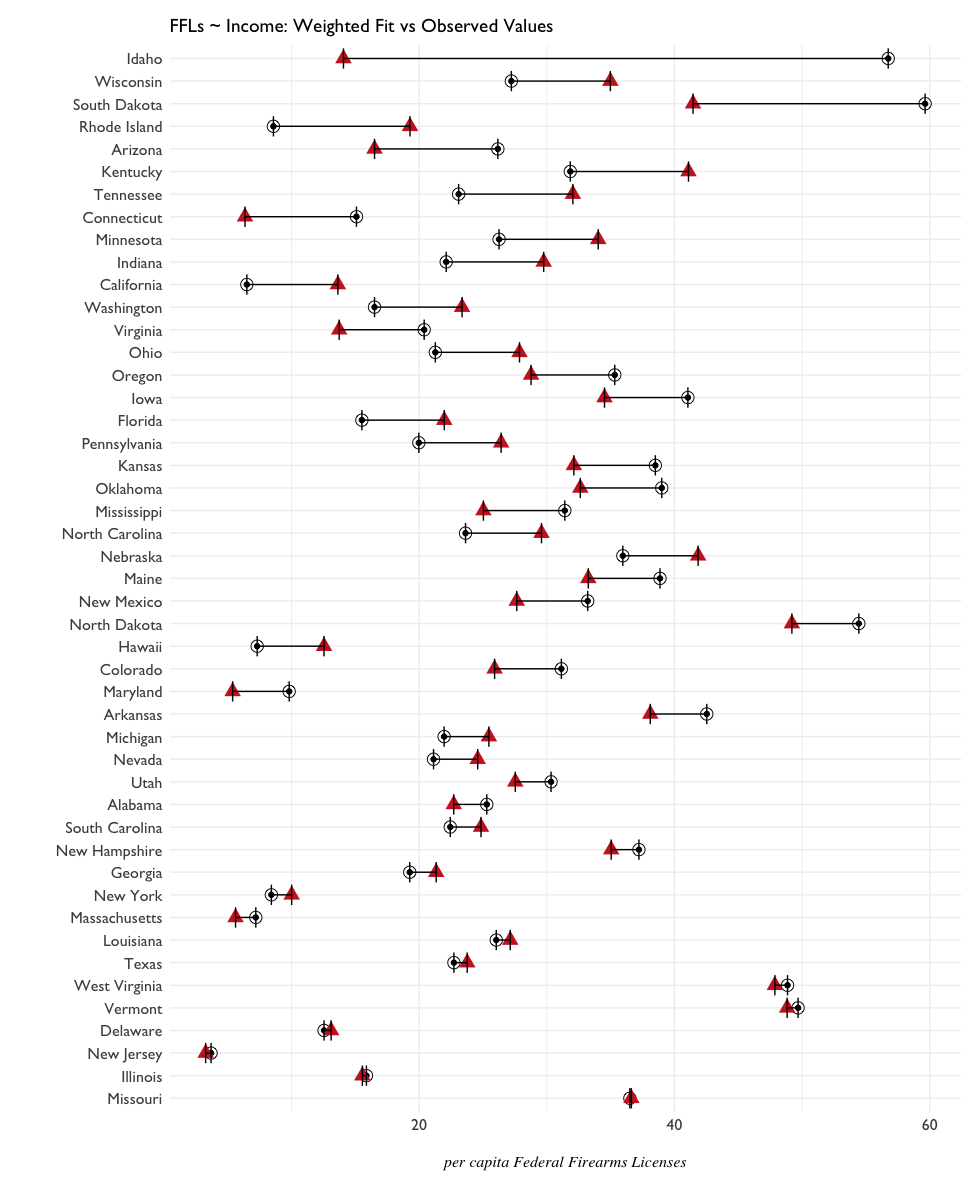 FFLs ~ Income: Weighted Fit vs Observed Values
Idaho
Wisconsin
South Dakota
Rhode Island
Arizona
Kentucky
Tennessee
Connecticut
Minnesota
Indiana
California
Washington
Virginia
Ohio
Oregon
Iowa
Florida
Pennsylvania
Kansas
Oklahoma
Mississippi
North Carolina
Nebraska
Maine
New Mexico
North Dakota
Hawaii
Colorado
Maryland
Arkansas
Michigan
Nevada
Utah
Alabama
South Carolina
New Hampshire
Georgia
New York
Massachusetts
Louisiana
Texas
West Virginia
Vermont
Delaware
New Jersey
Illinois
Missouri
20 40 60
per capita Federal Firearms Licenses